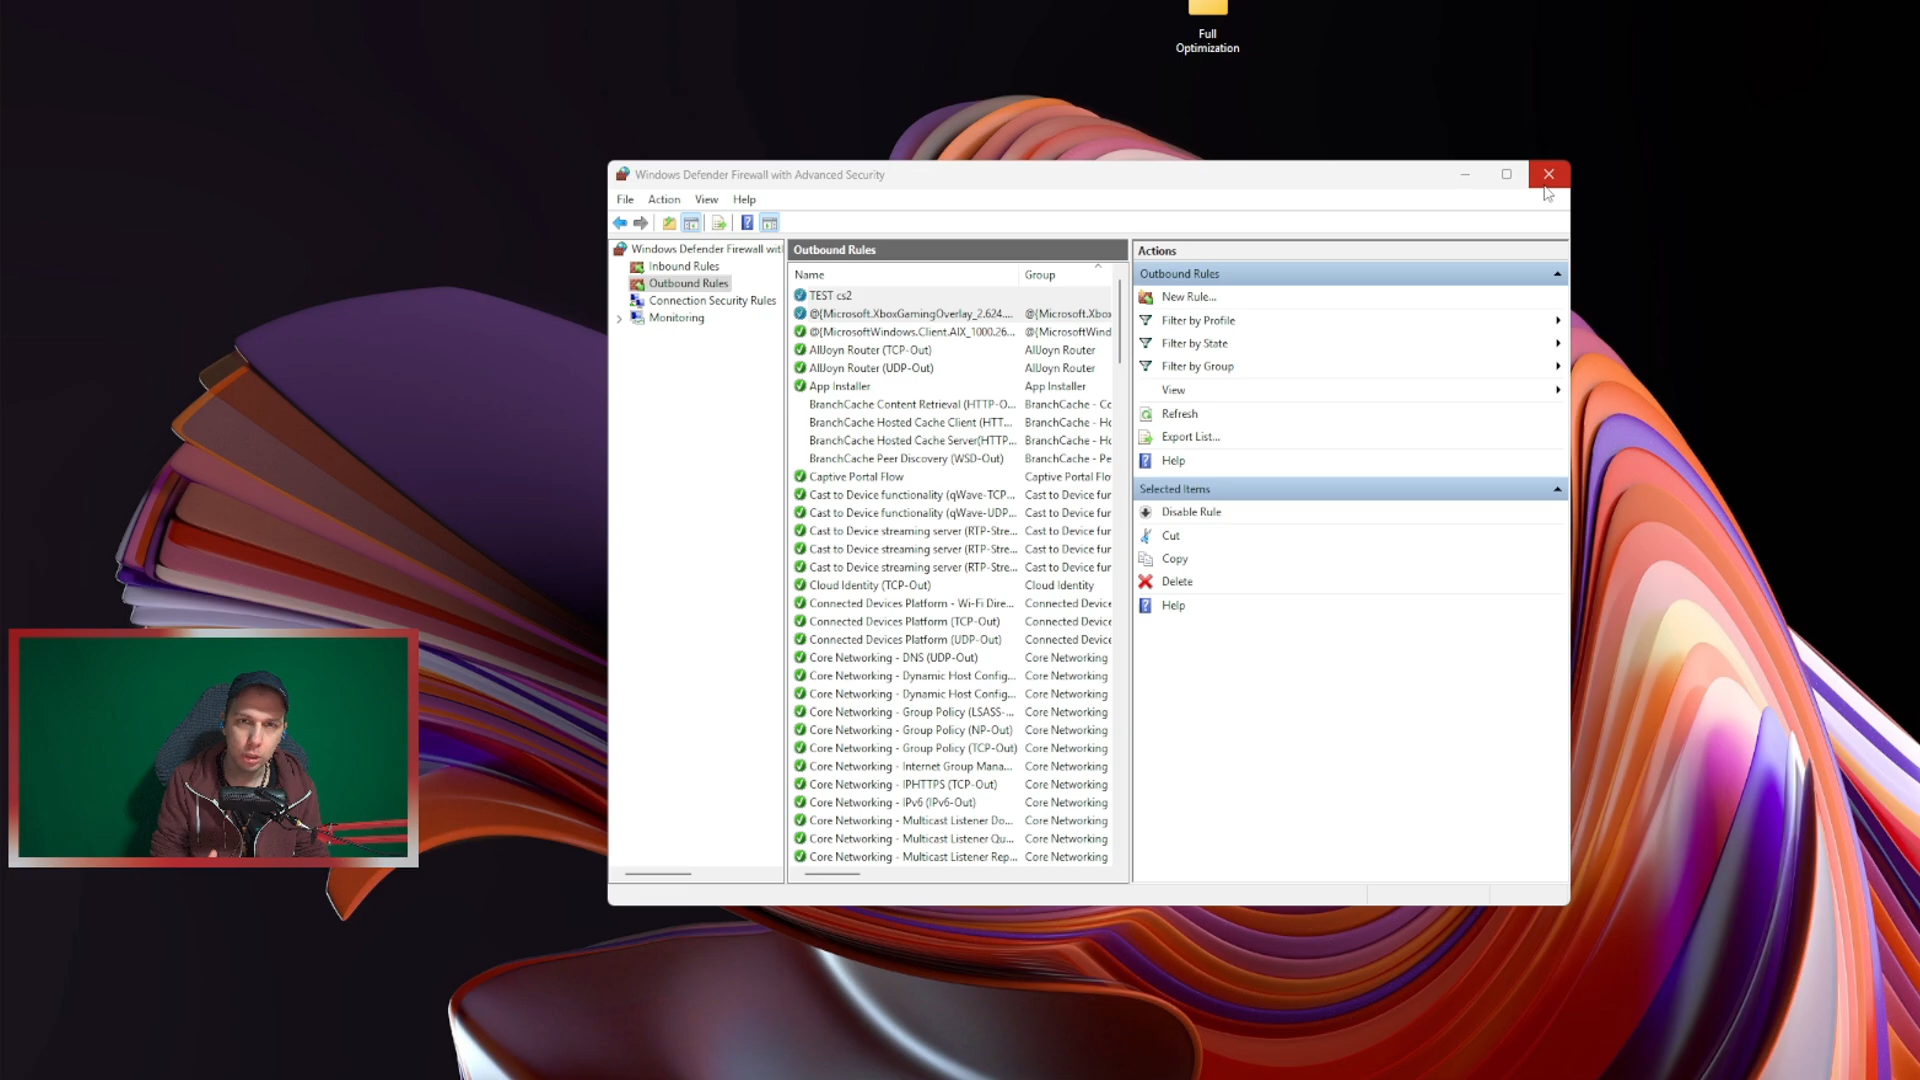 Full
Optimization
Windows Defender Firewall with Advanced Security
File Action View Help
Windows Defender Firewall wit
Inbound Rules
Outbound Rules
Connection Security Rules
Monitoring
Outbound Rules
Name Group
TEST cs2
@{Microsoft.XboxGamingOverlay_2.624.... @{Microsoft.Xbox
@{MicrosoftWindows.Client.AIX_1000.26... @{MicrosoftWind
AllJoyn Router (TCP-Out) AllJoyn Router
AllJoyn Router (UDP-Out) AllJoyn Router
App Installer App Installer
BranchCache Content Retrieval (HTTP-O... BranchCache - Co
BranchCache Hosted Cache Client (HTT... BranchCache - Ho
BranchCache Hosted Cache Server(HTTP... BranchCache - Ho
BranchCache Peer Discovery (WSD-Out) BranchCache - Pe
Captive Portal Flow Captive Portal Flo
Cast to Device functionality (qWave-TCP... Cast to Device fur
Cast to Device functionality (qWave-UDP... Cast to Device fur
Cast to Device streaming server (RTP-Stre... Cast to Device fur
Cast to Device streaming server (RTP-Stre... Cast to Device fur
Cast to Device streaming server (RTP-Stre... Cast to Device fur
Cloud Identity (TCP-Out) Cloud Identity
Connected Devices Platform - Wi-Fi Dire... Connected Device
Connected Devices Platform (TCP-Out) Connected Device
Connected Devices Platform (UDP-Out) Connected Device
Core Networking - DNS (UDP-Out) Core Networking
Core Networking - Dynamic Host Config... Core Networking
Core Networking - Dynamic Host Config... Core Networking
Core Networking - Group Policy (LSASS-... Core Networking
Core Networking - Group Policy (NP-Out) Core Networking
Core Networking - Group Policy (TCP-Out) Core Networking
Core Networking - Internet Group Mana... Core Networking
Core Networking - IPHTTPS (TCP-Out) Core Networking
Core Networking - IPv6 (IPv6-Out) Core Networking
Core Networking - Multicast Listener Do... Core Networking
Core Networking - Multicast Listener Qu... Core Networking
Core Networking - Multicast Listener Rep... Core Networking
Actions
Outbound Rules
New Rule...
Filter by Profile
Filter by State
Filter by Group
View
Refresh
Export List...
Help
Selected Items
Disable Rule
Cut
Copy
Delete
Help